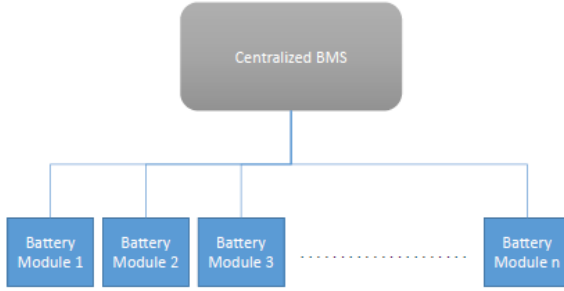 Centralized BMS
Battery
Module 1
Battery
Module 2
Battery
Module 3
Battery
Module n